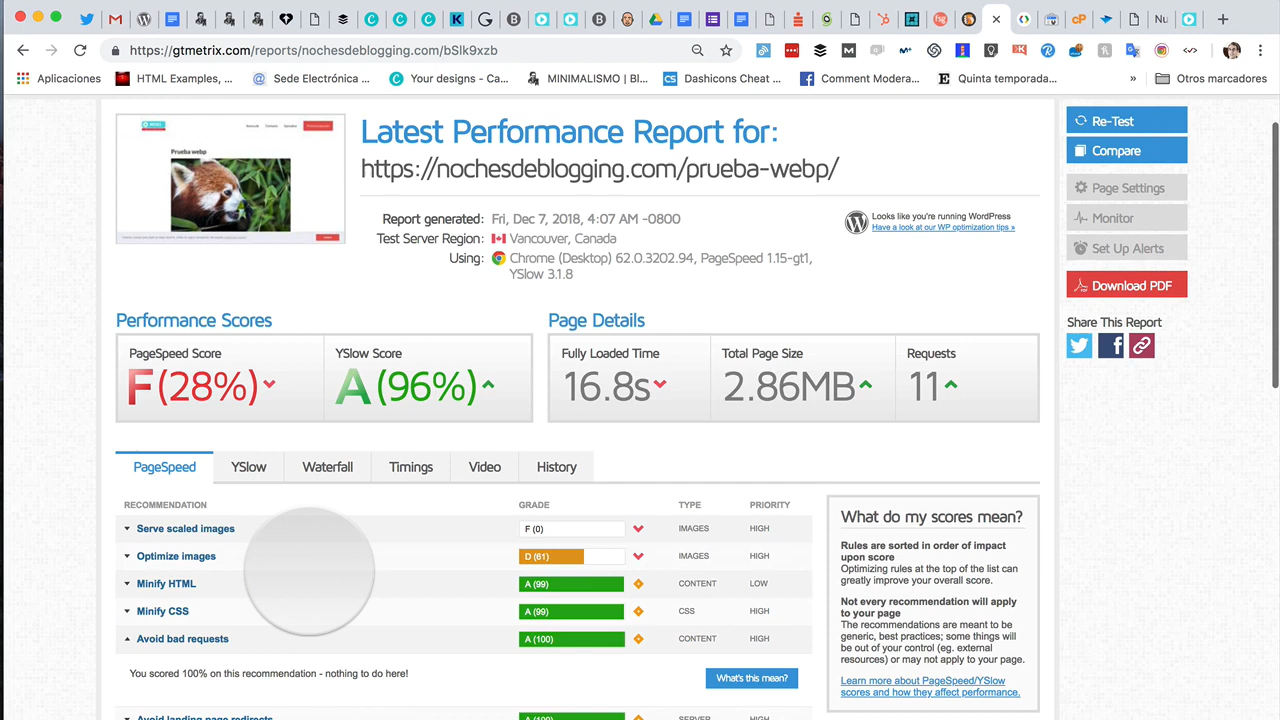 Nu
https://gtmetrix.com/reports/nochesdeblogging.com/bSlk9xzb
Aplicaciones
HTML Examples, ...
Sede Electrónica ...
Your designs - Ca...
MINIMALISMO | Bl...
CS Dashicons Cheat ...
Comment Modera...
Quinta temporada...
»
Otros marcadores
Prueba webp
Latest Performance Report for:
https://nochesdeblogging.com/prueba-webp/
Report generated: Fri, Dec 7, 2018, 4:07 AM -0800
Test Server Region: Vancouver, Canada
Using: Chrome (Desktop) 62.0.3202.94, PageSpeed 1.15-gt1,
YSlow 3.1.8
Looks like you're running WordPress
Have a look at our WP optimization tips »
Re-Test
Compare
Page Settings
Monitor
Set Up Alerts
Download PDF
Share This Report
Performance Scores
PageSpeed Score
F(28%)
YSlow Score
A(96%)
Page Details
Fully Loaded Time
16.8s
Total Page Size
2.86MB
Requests
11
PageSpeed YSlow Waterfall Timings Video History
RECOMMENDATION GRADE TYPE PRIORITY
Serve scaled images F (0) IMAGES HIGH
Optimize images D (61) IMAGES HIGH
Minify HTML A (99) CONTENT LOW
Minify CSS A (99) CSS HIGH
Avoid bad requests A (100) CONTENT HIGH
You scored 100% on this recommendation - nothing to do here!
What's this mean?
Avoid landing page redirects A (100) SERVER HIGH
What do my scores mean?
Rules are sorted in order of impact
upon score
Optimizing rules at the top of the list can
greatly improve your overall score.
Not every recommendation will apply
to your page
The recommendations are meant to be
generic, best practices; some things will
be out of your control (eg. external
resources) or may not apply to your page.
Learn more about PageSpeed/YSlow
scores and how they affect performance.